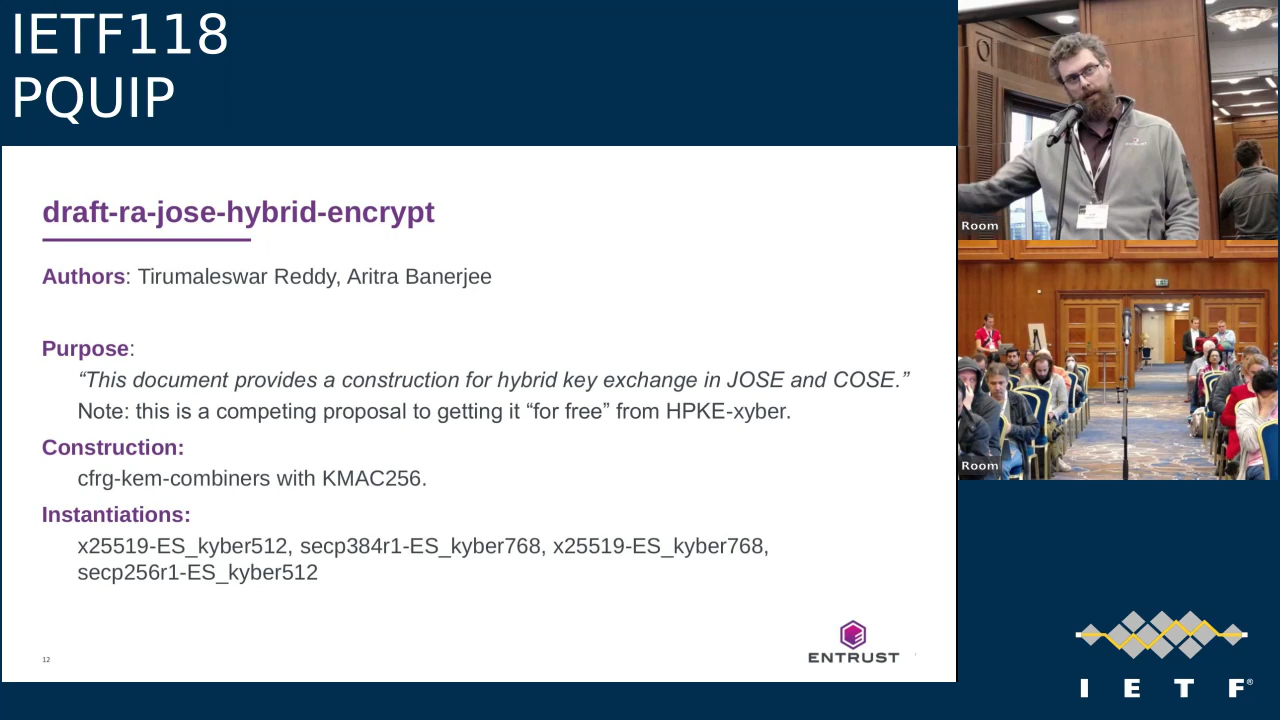 IETF118
PQUIP
draft-ra-jose-hybrid-encrypt
Authors: Tirumaleswar Reddy, Aritra Banerjee
Purpose:
“This document provides a construction for hybrid key exchange in JOSE and COSE.”
Note: this is a competing proposal to getting it “for free” from HPKE-xyber.
Construction:
cfrg-kem-combiners with KMAC256.
Instantiations:
x25519-ES_kyber512, secp384r1-ES_kyber768, x25519-ES_kyber768,
secp256r1-ES_kyber512
12
ENTRUST
Room
Room
I E T F®